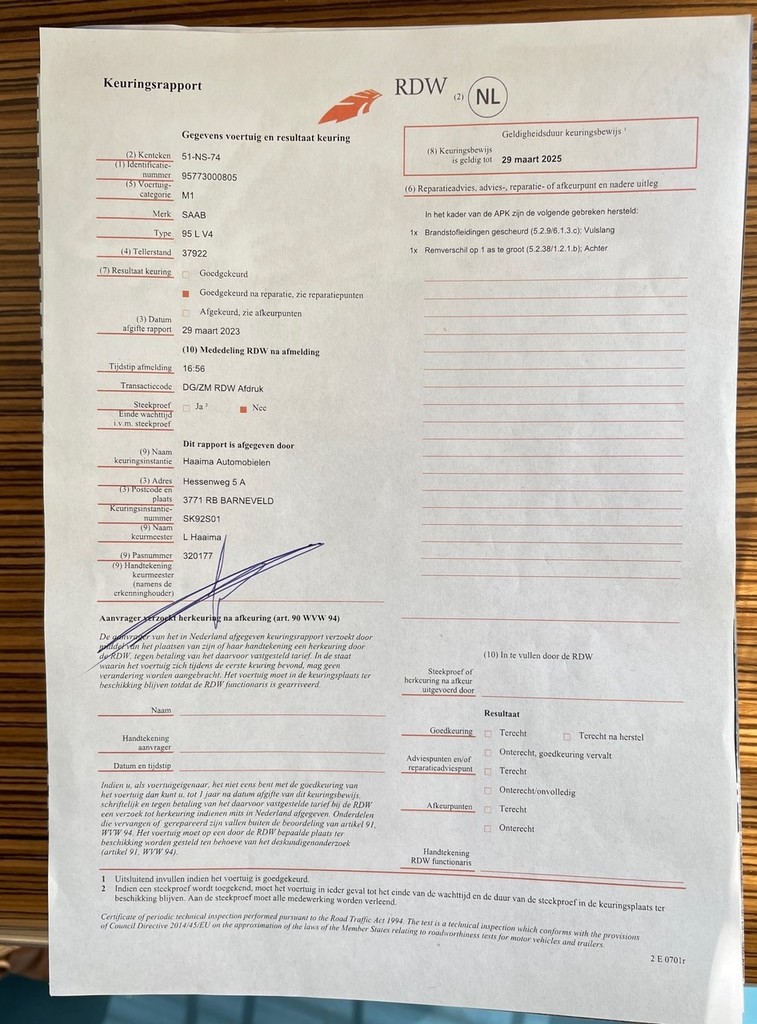 Keuringsrapport
RDW (2) NL
Gegevens voertuig en resultaat keuring
(2) Kenteken 51-NS-74
(1) Identificatie-
nummer 95773000805
(5) Voertuig-
categorie M1
Merk SAAB
Type 95 L V4
(4) Tellerstand 37922
(7) Resultaat keuring Goedgekeurd
Goedgekeurd na reparatie, zie reparatiepunten
Afgekeurd, zie afkeurpunten
(3) Datum
afgifte rapport 29 maart 2023
(10) Mededeling RDW na afmelding
Tijdstip afmelding 16:56
Transactiecode DG/ZM RDW Afdruk
Steekproef Ja ² Nee
Einde wachttijd
i.v.m. steekproef
Dit rapport is afgegeven door
(9) Naam
keuringsinstantie Haaima Automobielen
(3) Adres Hessenweg 5 A
(3) Postcode en
plaats 3771 RB BARNEVELD
Keuringsinstantie-
nummer SK92S01
(9) Naam
keurmeester L Haaima
(9) Pasnummer 320177
(9) Handtekening
keurmeester
(namens de
erkenninghouder)
Aanvrager verzoekt herkeuring na afkeuring (art. 90 WVW 94)
De aanvrager van het in Nederland afgegeven keuringsrapport verzoekt door
middel van het plaatsen van zijn of haar handtekening een herkeuring door
de RDW, tegen betaling van het daarvoor vastgesteld tarief. In de staat
waarin het voertuig zich tijdens de eerste keuring bevond, mag geen
verandering worden aangebracht. Het voertuig moet in de keuringsplaats ter
beschikking blijven totdat de RDW functionaris is gearriveerd.
Naam
Handtekening
aanvrager
Datum en tijdstip
Indien u, als voertuigeigenaar, het niet eens bent met de goedkeuring van
het voertuig dan kunt u, tot 1 jaar na datum afgifte van dit keuringsbewijs,
schriftelijk en tegen betaling van het daarvoor vastgestelde tarief bij de RDW
een verzoek tot herkeuring indienen mits in Nederland afgegeven. Onderdelen
die vervangen of gerepareerd zijn vallen buiten de beoordeling van artikel 91,
WVW 94. Het voertuig moet op een door de RDW bepaalde plaats ter
beschikking worden gesteld ten behoeve van het deskundigenonderzoek
(artikel 91, WVW 94).
Geldigheidsduur keuringsbewijs ¹
(8) Keuringsbewijs
is geldig tot 29 maart 2025
(6) Reparatieadvies, advies-, reparatie- of afkeurpunt en nadere uitleg
In het kader van de APK zijn de volgende gebreken hersteld:
1x Brandstofleidingen gescheurd (5.2.9/6.1.3.c); Vulslang
1x Remverschil op 1 as te groot (5.2.38/1.2.1.b); Achter
(10) In te vullen door de RDW
Steekproef of
herkeuring na afkeur
uitgevoerd door
Resultaat
Goedkeuring Terecht Terecht na herstel
Onterecht, goedkeuring vervalt
Adviespunten en/of
reparatieadviespunt Terecht
Onterecht/onvolledig
Afkeurpunten Terecht
Onterecht
Handtekening
RDW functionaris
1 Uitsluitend invullen indien het voertuig is goedgekeurd.
2 Indien een steekproef wordt toegekend, moet het voertuig in ieder geval tot het einde van de wachttijd en de duur van de steekproef in de keuringsplaats ter
beschikking blijven. Aan de steekproef moet alle medewerking worden verleend.
Certificate of periodic technical inspection performed pursuant to the Road Traffic Act 1994. The test is a technical inspection which conforms with the provisions
of Council Directive 2014/45/EU on the approximation of the laws of the Member States relating to roadworthiness tests for motor vehicles and trailers.
2 E 0701r